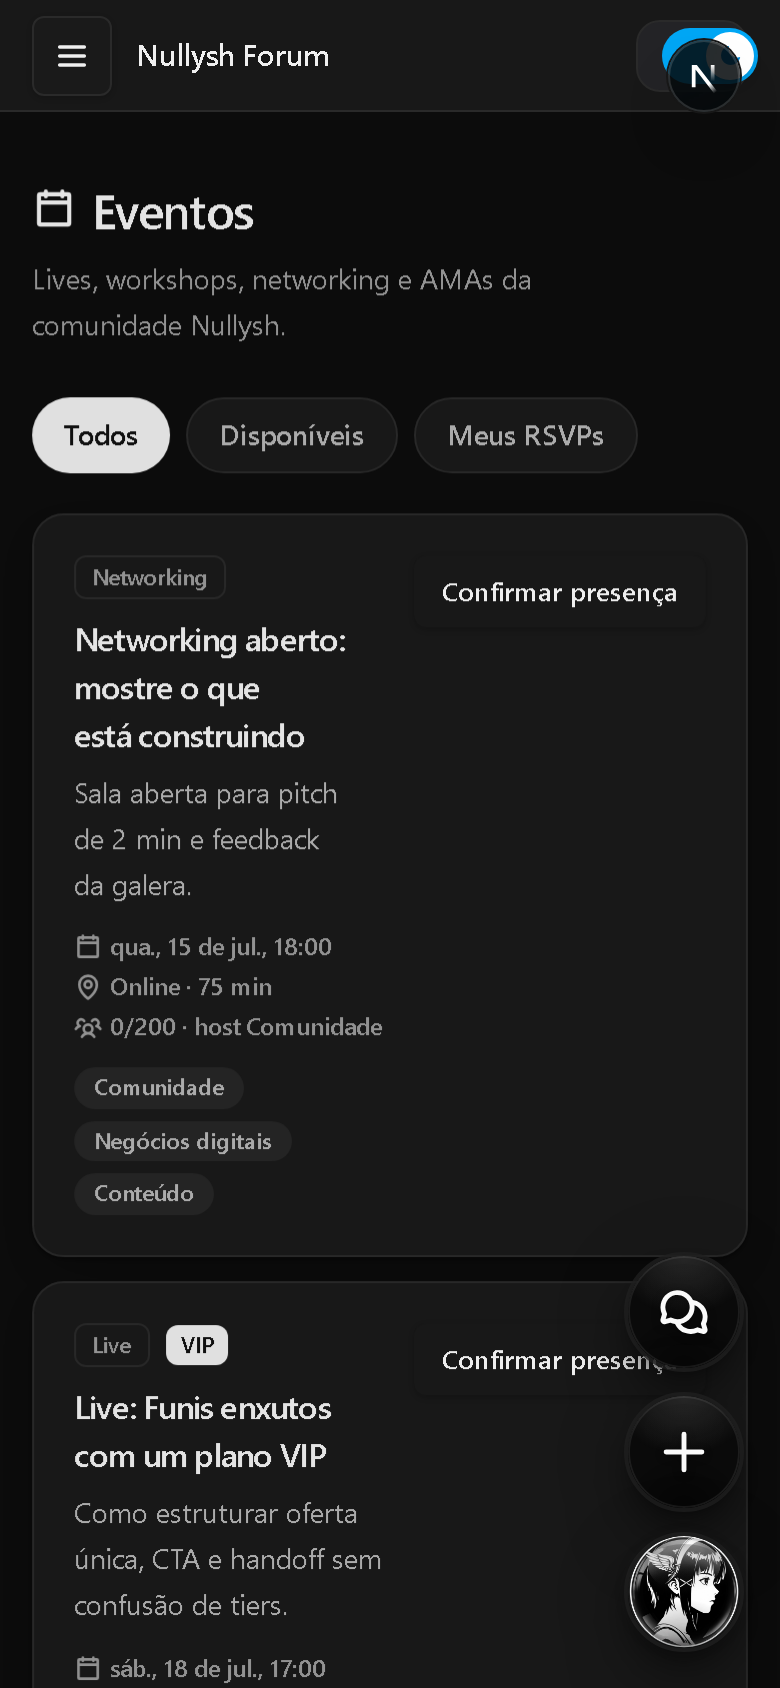 Nullysh Forum
N
Eventos
Lives, workshops, networking e AMAs da
comunidade Nullysh.
Todos
Disponíveis
Meus RSVPs
Networking
Confirmar presença
Networking aberto:
mostre o que
está construindo
Sala aberta para pitch
de 2 min e feedback
da galera.
qua., 15 de jul., 18:00
Online · 75 min
0/200 · host Comunidade
Comunidade
Negócios digitais
Conteúdo
Live
VIP
Confirmar presença
Live: Funis enxutos
com um plano VIP
Como estruturar oferta
única, CTA e handoff sem
confusão de tiers.
sáb., 18 de jul., 17:00